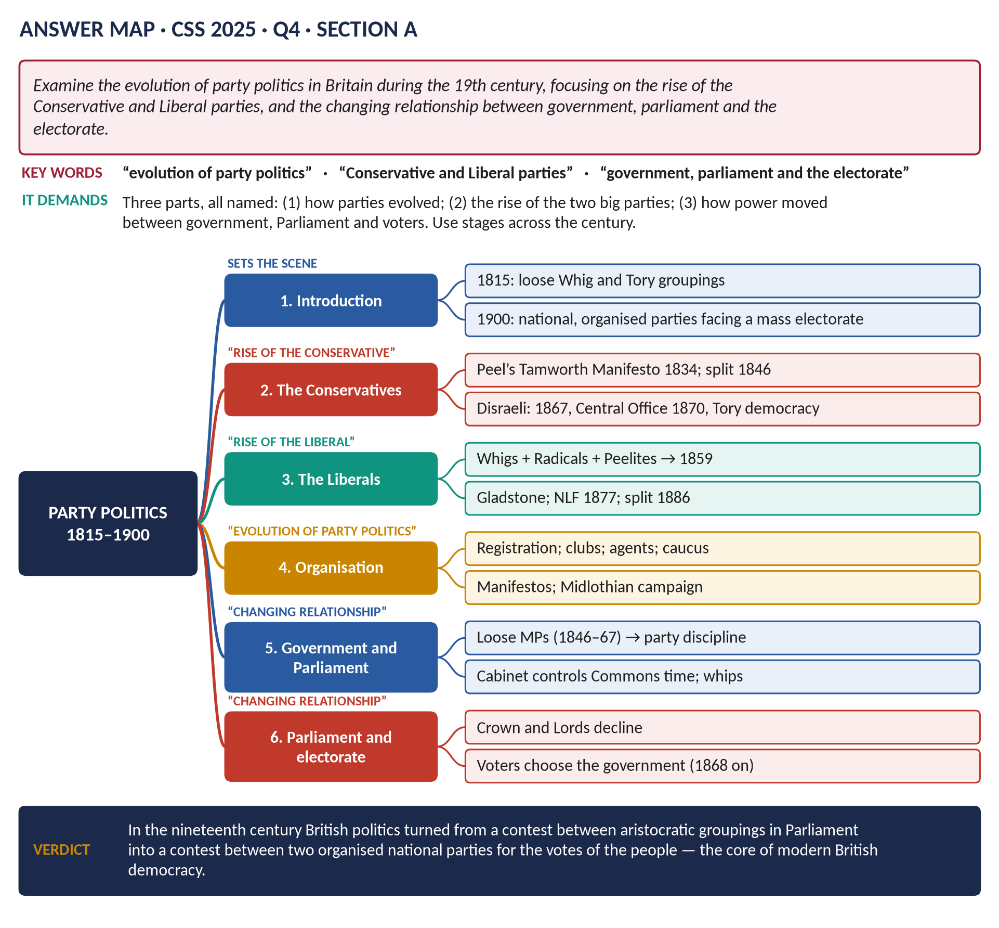 ANSWER MAP · CSS 2025 · Q4 · SECTION A
Examine the evolution of party politics in Britain during the 19th century, focusing on the rise of the
Conservative and Liberal parties, and the changing relationship between government, parliament and the
electorate.
KEY WORDS “evolution of party politics” · “Conservative and Liberal parties” · “government, parliament and the electorate”
IT DEMANDS Three parts, all named: (1) how parties evolved; (2) the rise of the two big parties; (3) how power moved
between government, Parliament and voters. Use stages across the century.
PARTY POLITICS
1815–1900
SETS THE SCENE
1. Introduction
1815: loose Whig and Tory groupings
1900: national, organised parties facing a mass electorate
“RISE OF THE CONSERVATIVE”
2. The Conservatives
Peel’s Tamworth Manifesto 1834; split 1846
Disraeli: 1867, Central Office 1870, Tory democracy
“RISE OF THE LIBERAL”
3. The Liberals
Whigs + Radicals + Peelites → 1859
Gladstone; NLF 1877; split 1886
“EVOLUTION OF PARTY POLITICS”
4. Organisation
Registration; clubs; agents; caucus
Manifestos; Midlothian campaign
“CHANGING RELATIONSHIP”
5. Government and
Parliament
Loose MPs (1846–67) → party discipline
Cabinet controls Commons time; whips
“CHANGING RELATIONSHIP”
6. Parliament and
electorate
Crown and Lords decline
Voters choose the government (1868 on)
VERDICT
In the nineteenth century British politics turned from a contest between aristocratic groupings in Parliament
into a contest between two organised national parties for the votes of the people — the core of modern British
democracy.